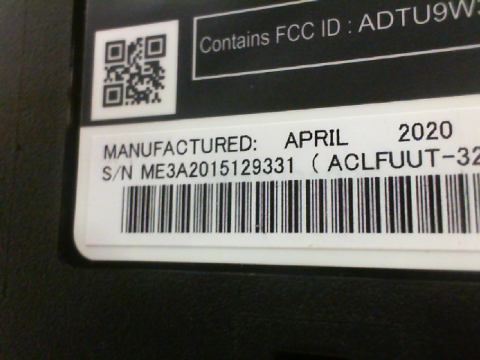 Contains FCC ID : ADTU9W
MANUFACTURED: APRIL 2020
S/N ME3A2015129331 ( ACLFUUT-32